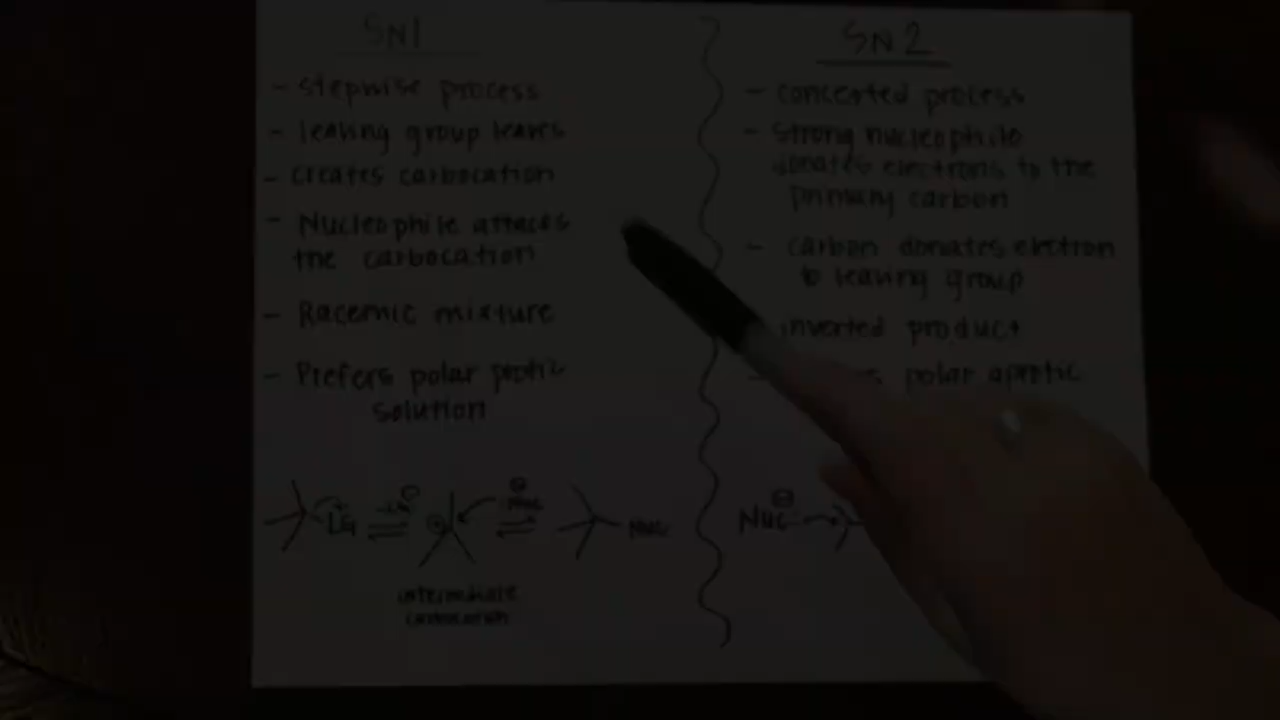 SN1
- stepwise process
- leaving group leaves
- creates carbocation
- Nucleophile attacks
the carbocation
- Racemic mixture
- Prefers polar protic
solution
LG
Nuc
intermediate
carbocation
SN2
- concerted process
- strong nucleophile
donates electrons to the
primary carbon
- carbon donates electron
to leaving group
inverted product
- polar aprotic
Nuc: